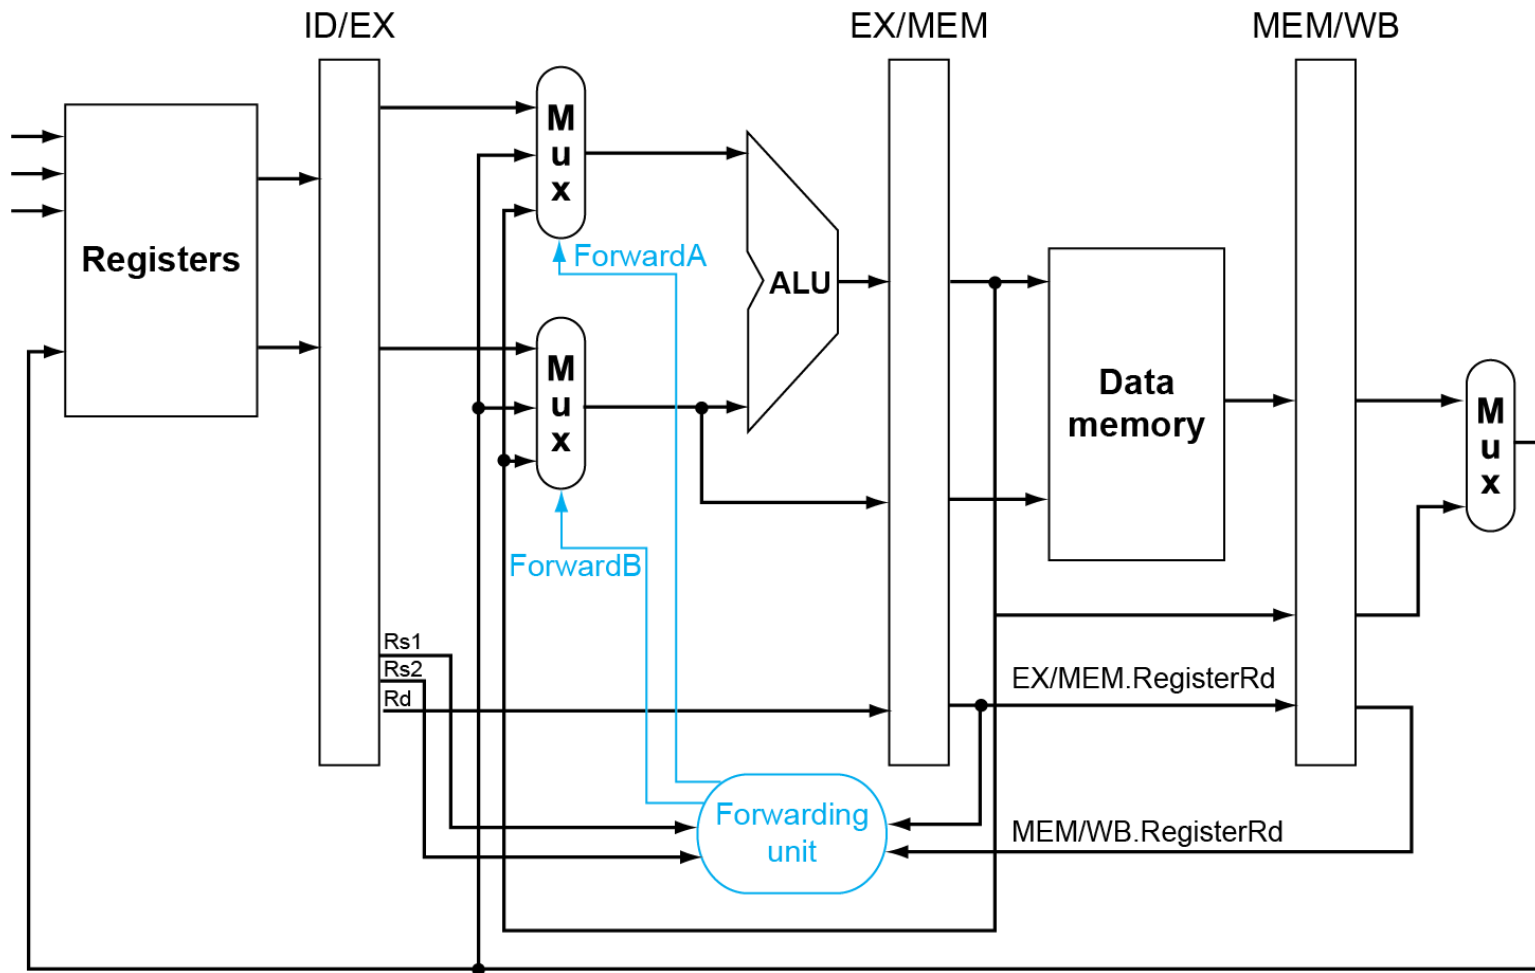 ID/EX
EX/MEM
MEM/WB
Registers
M
u
x
ForwardA
M
u
x
ForwardB
ALU
Data
memory
M
u
x
Rs1
Rs2
Rd
EX/MEM.RegisterRd
Forwarding
unit
MEM/WB.RegisterRd